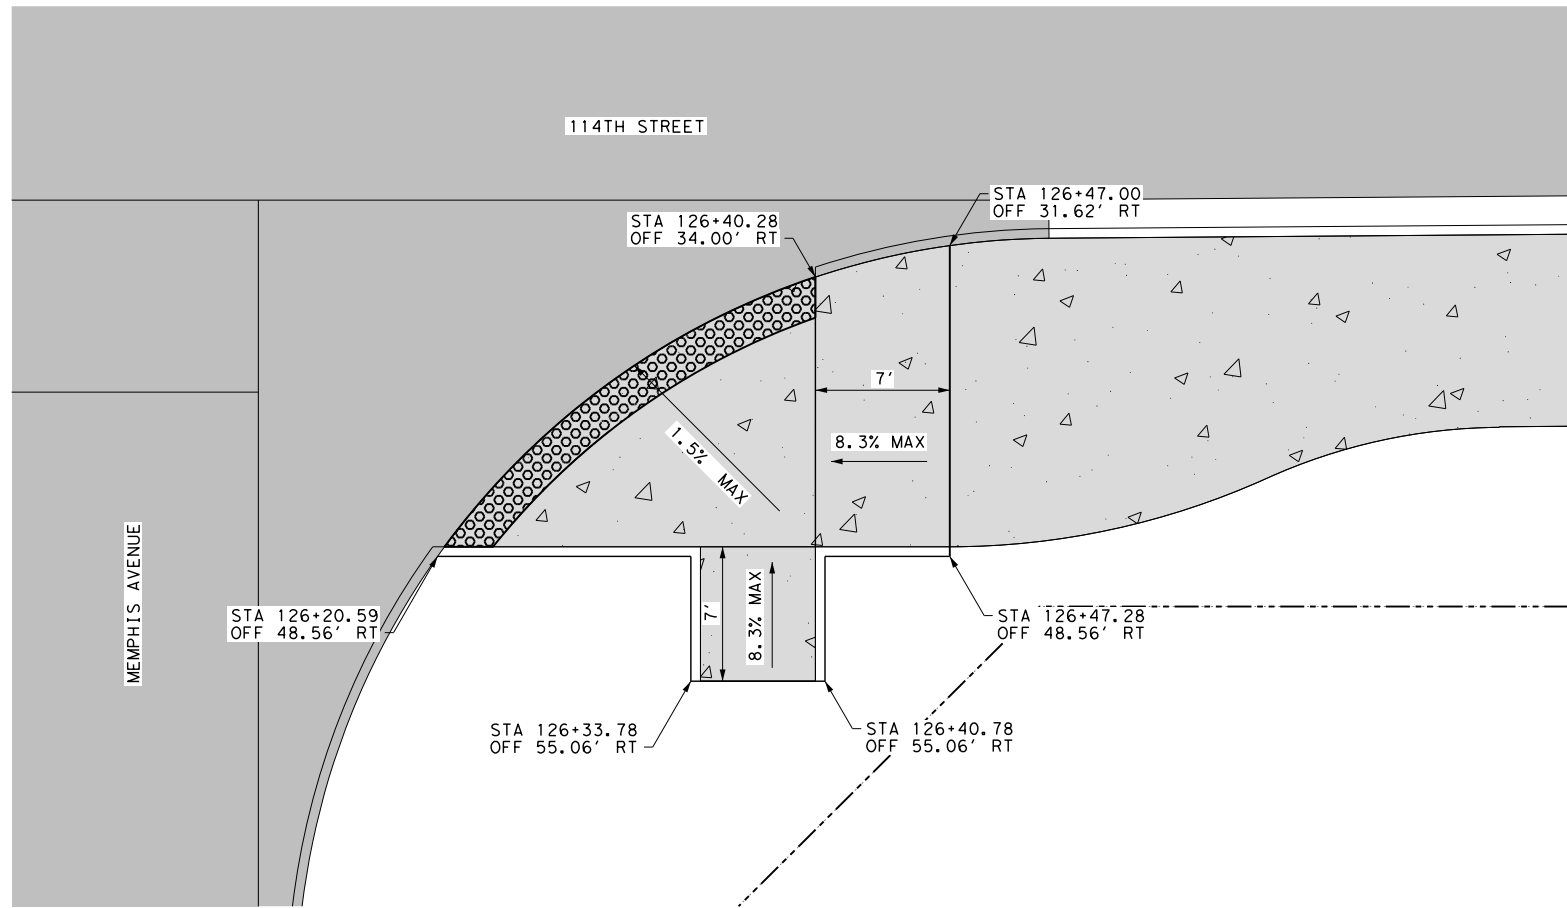 114TH STREET
STA 126+47.00
OFF 31.62' RT
STA 126+40.28
OFF 34.00' RT
7'
8.3% MAX
1.5% MAX
MEMPHIS AVENUE
7'
8.3% MAX
STA 126+20.59
OFF 48.56' RT
STA 126+47.28
OFF 48.56' RT
STA 126+33.78
OFF 55.06' RT
STA 126+40.78
OFF 55.06' RT